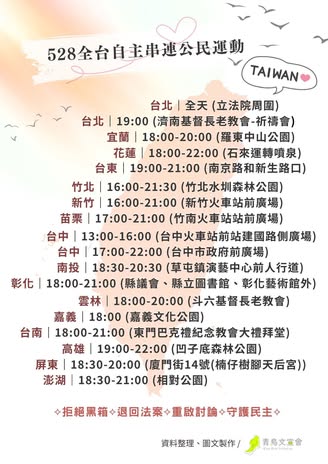 528全台自主串連公民運動
TAIWAN
台北｜全天 (立法院周圍)
台北｜19:00 (濟南基督長老教會-祈禱會)
宜蘭｜18:00-20:00 (羅東中山公園)
花蓮｜18:00-22:00 (石來運轉噴泉)
台東｜19:00-21:00 (南京路和新生路口)
竹北｜16:00-21:30 (竹北水圳森林公園)
新竹｜16:00-21:00 (新竹火車站前廣場)
苗栗｜17:00-21:00 (竹南火車站站前廣場)
台中｜13:00-16:00 (台中火車站前站建國路側廣場)
台中｜17:00-22:00 (台中市政府前廣場)
南投｜18:30-20:30 (草屯鎮演藝中心前人行道)
彰化｜18:00-21:00 (縣議會、縣立圖書館、彰化藝術館外)
雲林｜18:00-20:00 (斗六基督長老教會)
嘉義｜18:00 (嘉義文化公園)
台南｜18:00-21:00 (東門巴克禮紀念教會大禮拜堂)
高雄｜19:00-22:00 (凹子底森林公園)
屏東｜18:30-20:00 (廈門街14號(楠仔樹腳天后宮))
澎湖｜18:30-21:00 (相對公園)
✧拒絕黑箱✧退回法案✧重啟討論✧守護民主✧
資料整理、圖文製作 / 青鳥文宣會